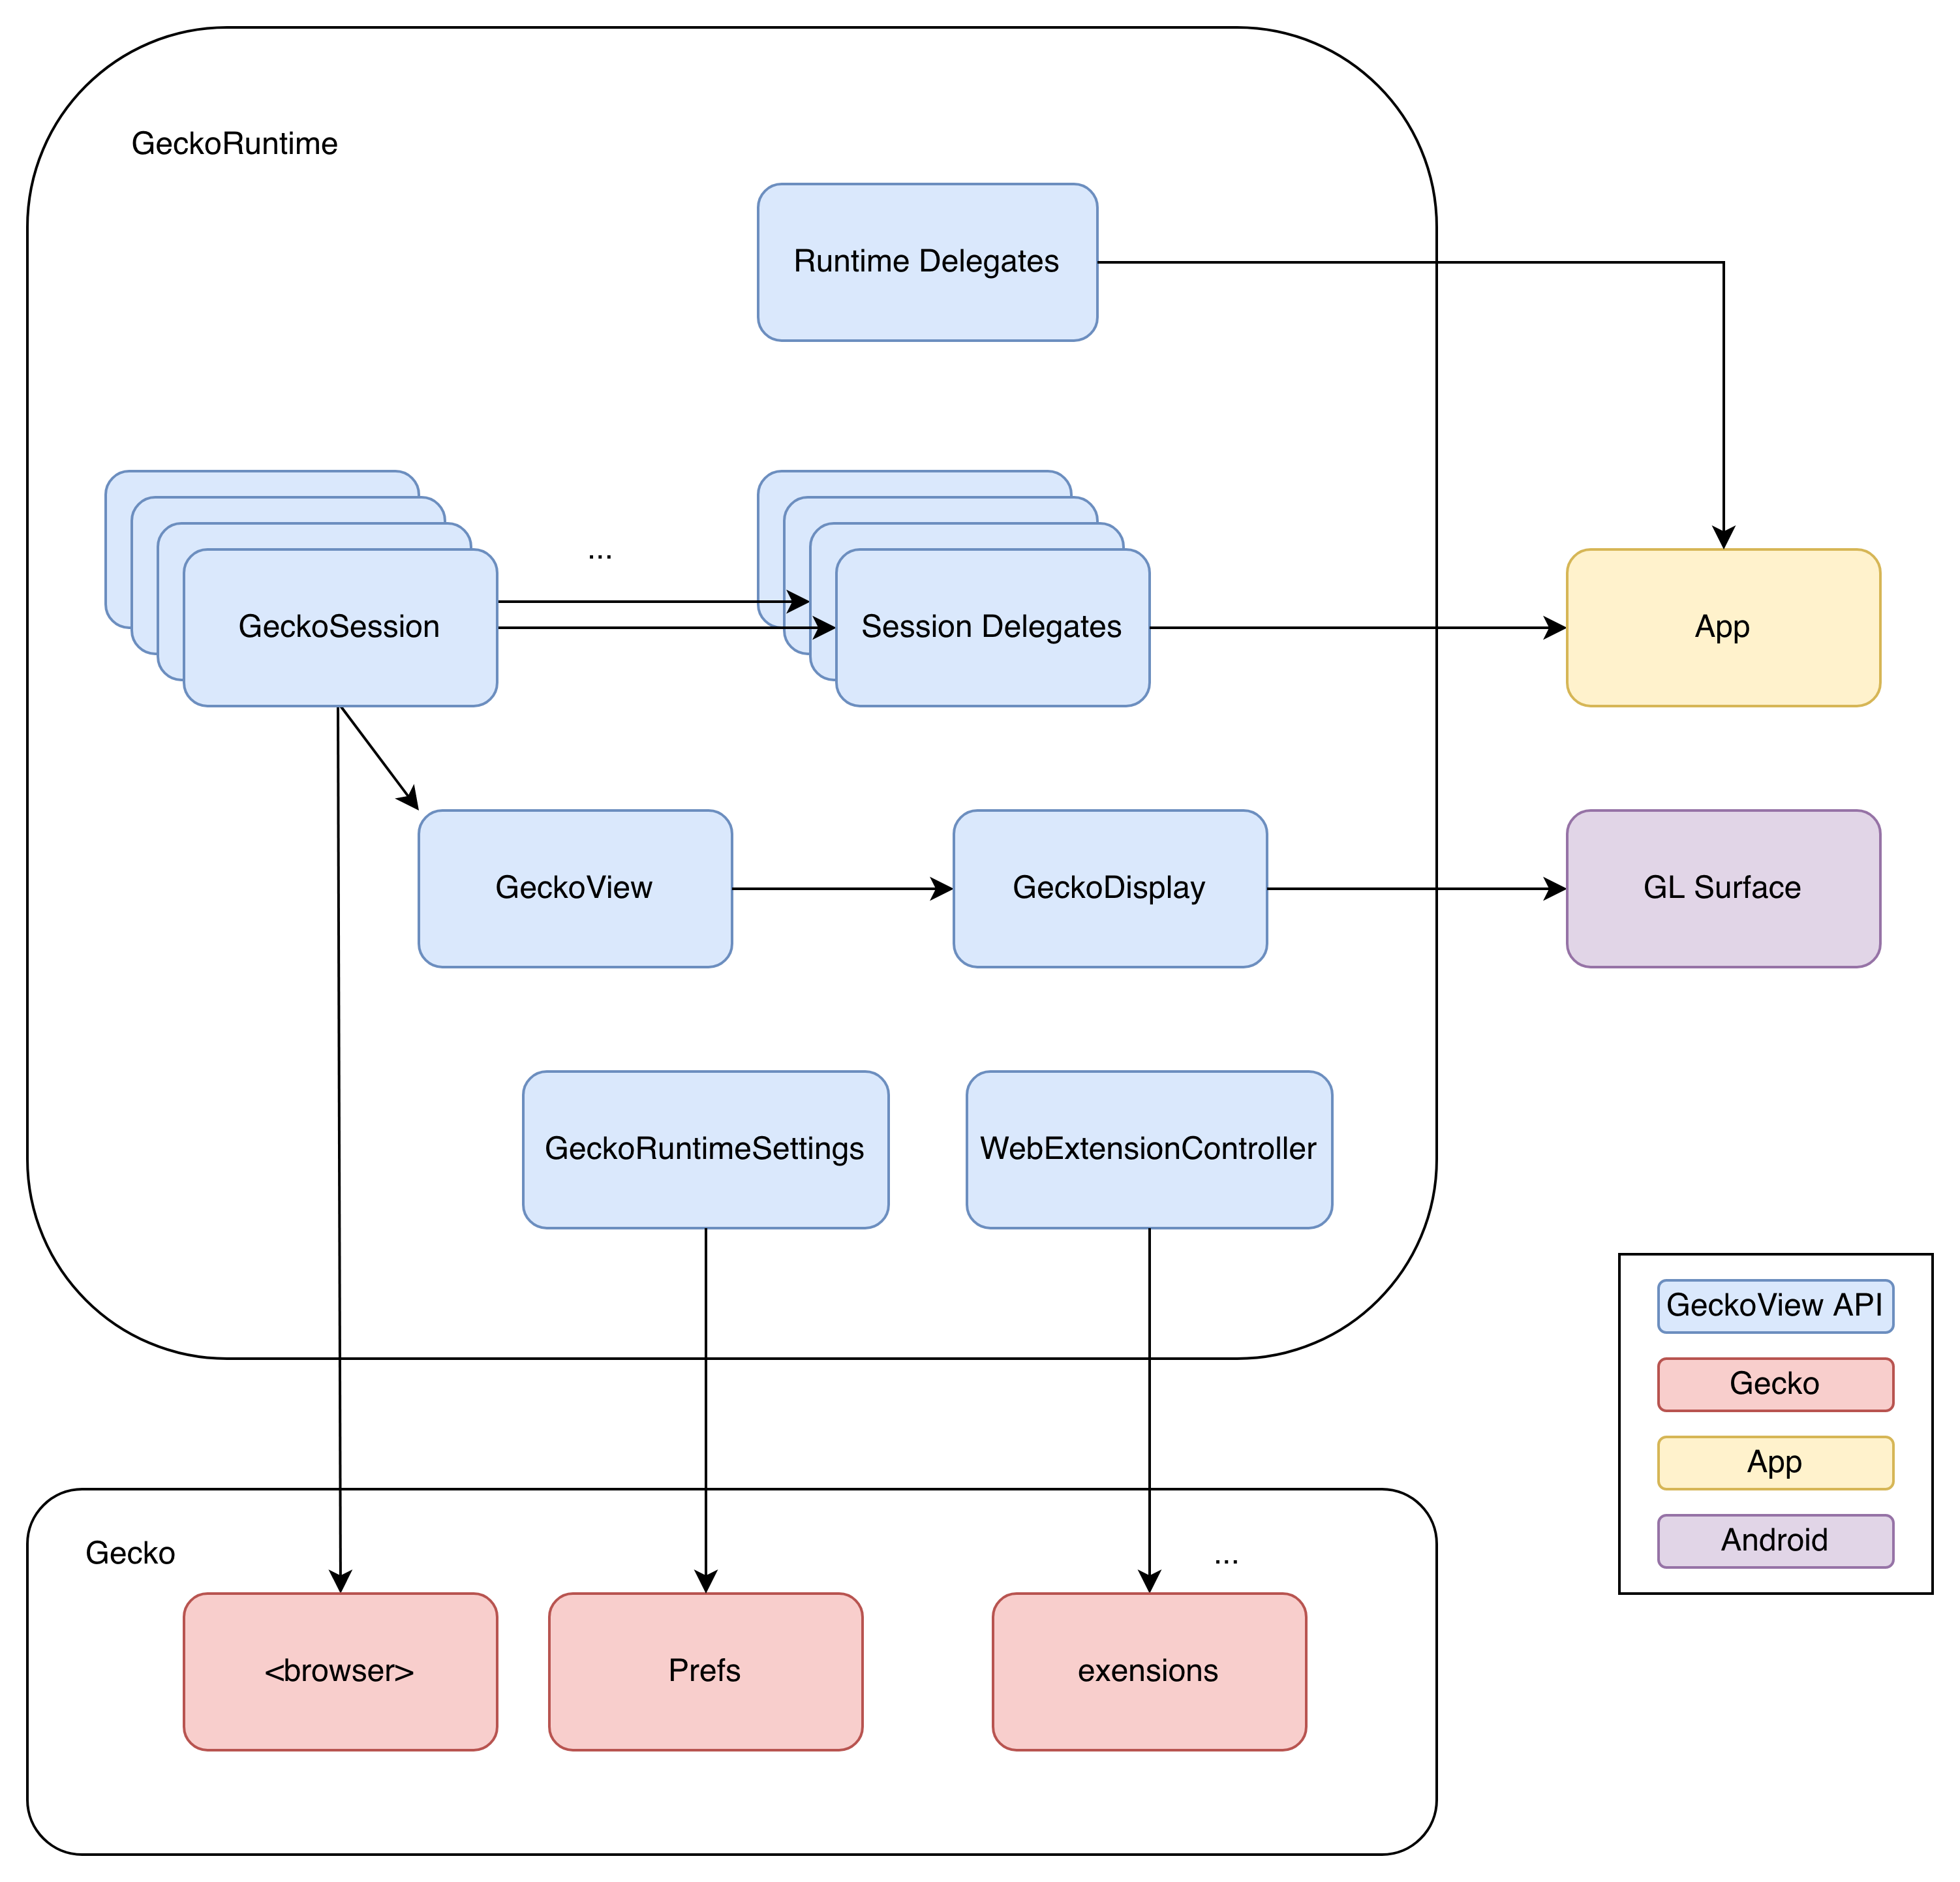 GeckoRuntime
Runtime Delegates
...
GeckoSession
Session Delegates
App
GeckoView
GeckoDisplay
GL Surface
GeckoRuntimeSettings
WebExtensionController
GeckoView API
Gecko
App
Android
Gecko
...
<browser>
Prefs
exensions